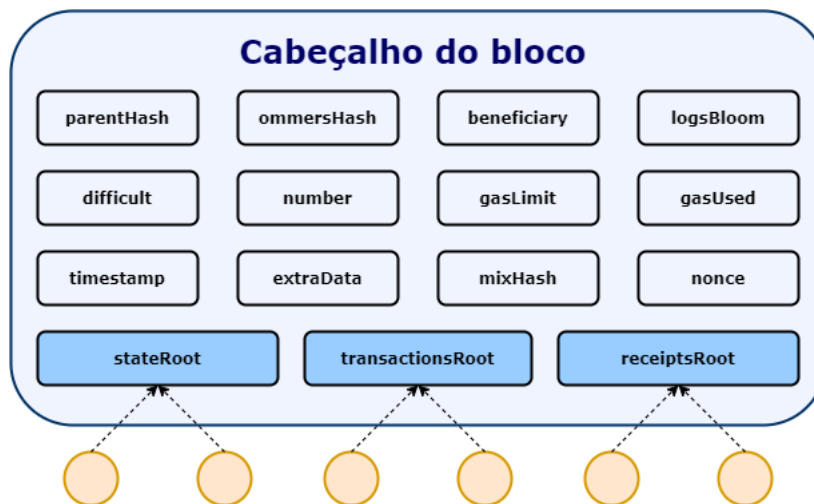 Cabeçalho do bloco
parentHash ommersHash beneficiary logsBloom
difficult number gasLimit gasUsed
timestamp extraData mixHash nonce
stateRoot transactionsRoot receiptsRoot